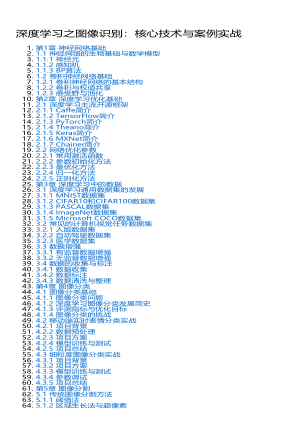 深度学习之图像识别：核心技术与案例实战
1. 第1章 神经网络基础
2. 1.1 神经网络的生物基础与数学模型
3. 1.1.1 神经元
4. 1.1.2 感知机
5. 1.1.3 BP算法
6. 1.2 卷积神经网络基础
7. 1.2.1 卷积神经网络的基本结构
8. 1.2.2 卷积与权值共享
9. 1.2.3 感受野与池化
10. 第2章 深度学习优化基础
11. 2.1 深度学习主流开源框架
12. 2.1.1 Caffe简介
13. 2.1.2 TensorFlow简介
14. 2.1.3 PyTorch简介
15. 2.1.4 Theano简介
16. 2.1.5 Keras简介
17. 2.1.6 MXNet简介
18. 2.1.7 Chainer简介
19. 2.2 网络优化参数
20. 2.2.1 常用激活函数
21. 2.2.2 参数初始化方法
22. 2.2.3 最优化方法
23. 2.2.4 归一化方法
24. 2.2.5 正则化方法
25. 第3章 深度学习中的数据
26. 3.1 深度学习通用数据集的发展
27. 3.1.1 MNIST数据集
28. 3.1.2 CIFAR10和CIFAR100数据集
29. 3.1.3 PASCAL数据集
30. 3.1.4 ImageNet数据集
31. 3.1.5 Microsoft COCO数据集
32. 3.2 常见的计算机视觉任务数据集
33. 3.2.1 人脸数据集
34. 3.2.2 自动驾驶数据集
35. 3.2.3 医学数据集
36. 3.3 数据增强
37. 3.3.1 有监督数据增强
38. 3.3.2 无监督数据增强
39. 3.4 数据的收集与标注
40. 3.4.1 数据收集
41. 3.4.2 数据标注
42. 3.4.3 数据清洗与整理
43. 第4章 图像分类
44. 4.1 图像分类基础
45. 4.1.1 图像分类问题
46. 4.1.2 深度学习图像分类发展简史
47. 4.1.3 评测指标与优化目标
48. 4.1.4 图像分类的挑战
49. 4.2 移动端实时表情分类实战
50. 4.2.1 项目背景
51. 4.2.2 数据预处理
52. 4.2.3 项目方案
53. 4.2.4 模型训练与测试
54. 4.2.5 项目总结
55. 4.3 细粒度图像分类实战
56. 4.3.1 项目背景
57. 4.3.2 项目方案
58. 4.3.3 模型训练与测试
59. 4.3.4 参数调试
60. 4.3.5 项目总结
61. 第5章 图像分割
62. 5.1 传统图像分割方法
63. 5.1.1 阈值法
64. 5.1.2 区域生长法与超像素